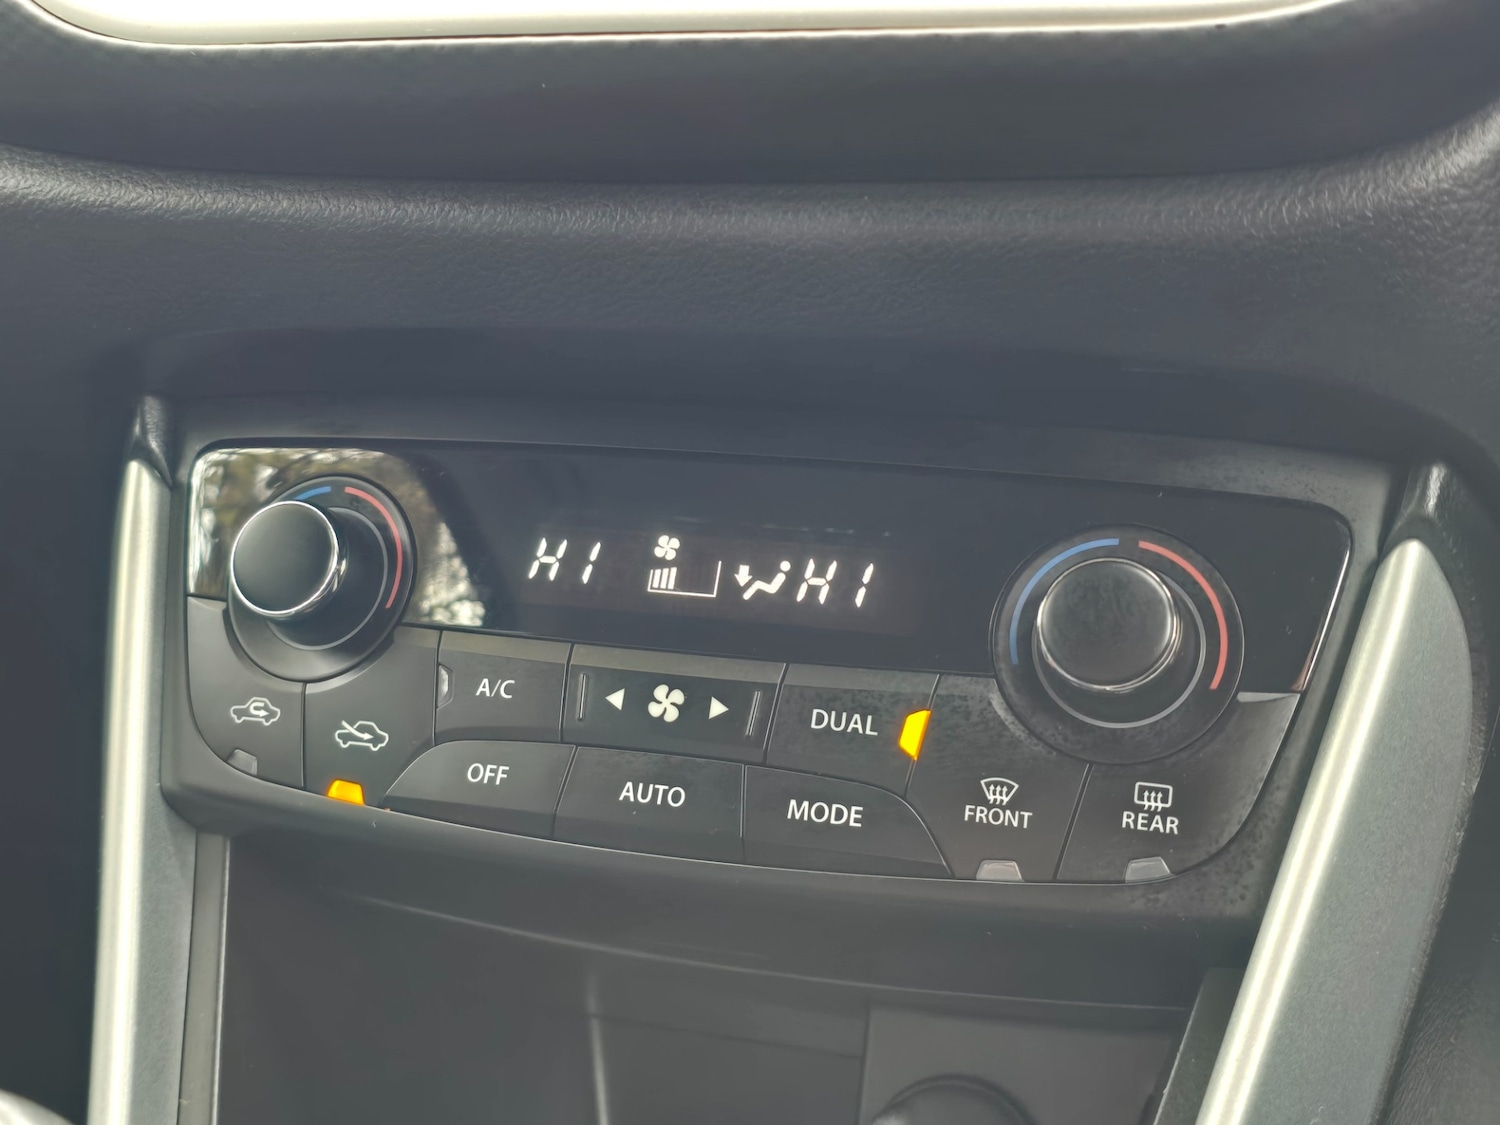 HI HI
A/C
DUAL
OFF
AUTO
MODE
FRONT
REAR